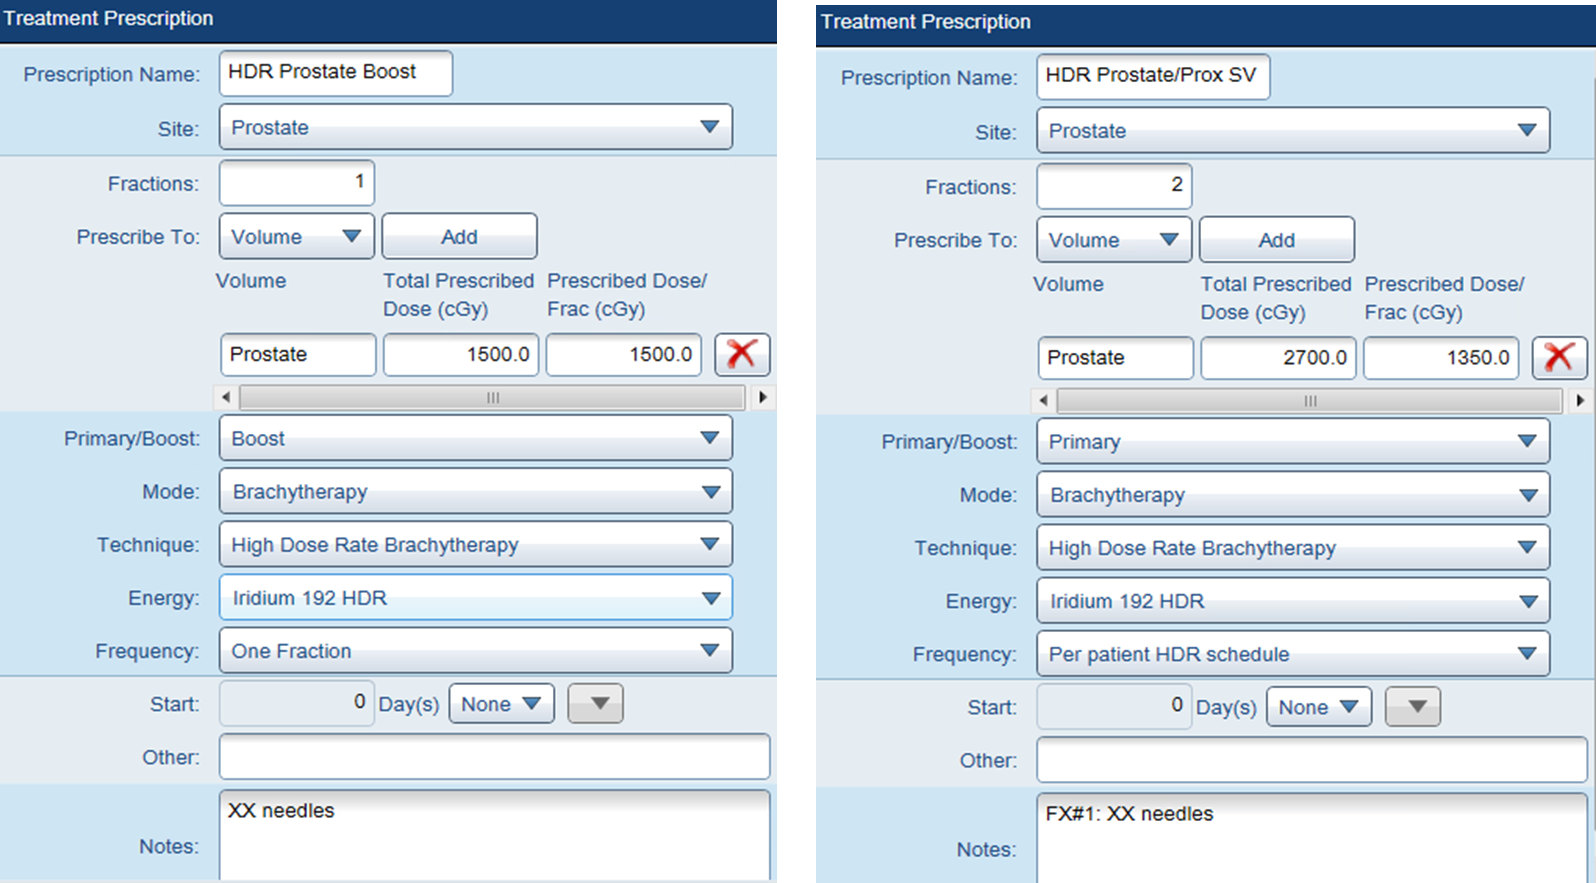 Treatment Prescription
Prescription Name: HDR Prostate Boost
Site: Prostate
Fractions: 1
Prescribe To: Volume Add
Volume Total Prescribed Dose (cGy) Prescribed Dose/ Frac (cGy)
Prostate 1500.0 1500.0
Primary/Boost: Boost
Mode: Brachytherapy
Technique: High Dose Rate Brachytherapy
Energy: Iridium 192 HDR
Frequency: One Fraction
Start: 0 Day(s) None
Other:
Notes: XX needles
Treatment Prescription
Prescription Name: HDR Prostate/Prox SV
Site: Prostate
Fractions: 2
Prescribe To: Volume Add
Volume Total Prescribed Dose (cGy) Prescribed Dose/ Frac (cGy)
Prostate 2700.0 1350.0
Primary/Boost: Primary
Mode: Brachytherapy
Technique: High Dose Rate Brachytherapy
Energy: Iridium 192 HDR
Frequency: Per patient HDR schedule
Start: 0 Day(s) None
Other:
Notes: FX#1: XX needles